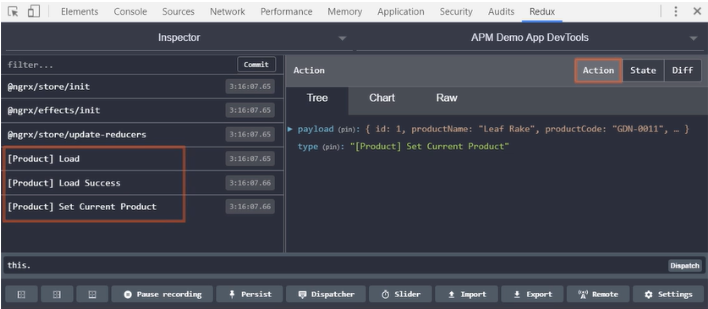 Elements Console Sources Network Performance Memory Application Security Audits Redux
Inspector
APM Demo App DevTools
filter... Commit
@ngrx/store/init 3:16:07.65
@ngrx/effects/init 3:16:07.65
@ngrx/store/update-reducers 3:16:07.65
[Product] Load 3:16:07.65
[Product] Load Success 3:16:07.66
[Product] Set Current Product 3:16:07.66
Action Action State Diff
Tree Chart Raw
payload (pin): { id: 1, productName: "Leaf Rake", productCode: "GDN-0011", … }
type (pin): "[Product] Set Current Product"
this. Dispatch
Pause recording Persist Dispatcher Slider Import Export Remote Settings